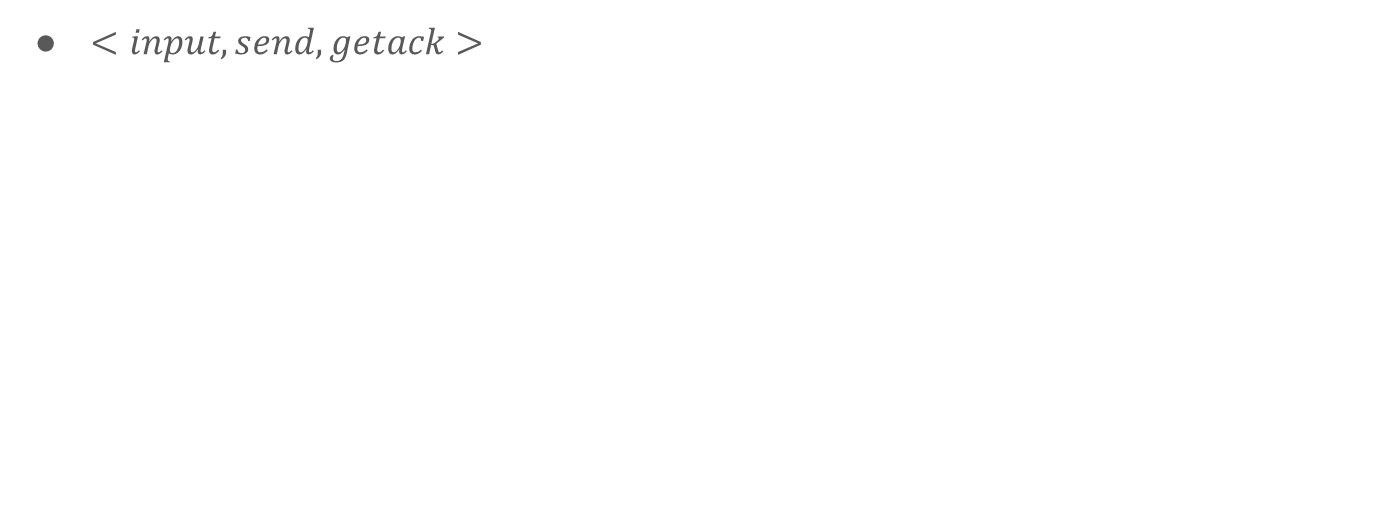 ● < input, send, getack >